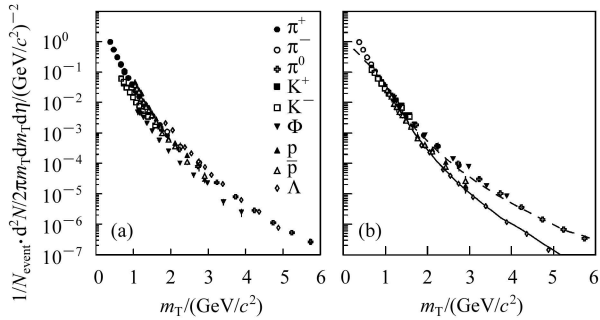 1/N_event·d²N/2πm_T dm_T dη/(GeV/c²)⁻²
10⁰
10⁻¹
10⁻²
10⁻³
10⁻⁴
10⁻⁵
10⁻⁶
10⁻⁷
π⁺
π⁻
π⁰
K⁺
K⁻
Φ
p
p̅
Λ
(a)
(b)
0 1 2 3 4 5 6
0 1 2 3 4 5 6
m_T/(GeV/c²)
m_T/(GeV/c²)